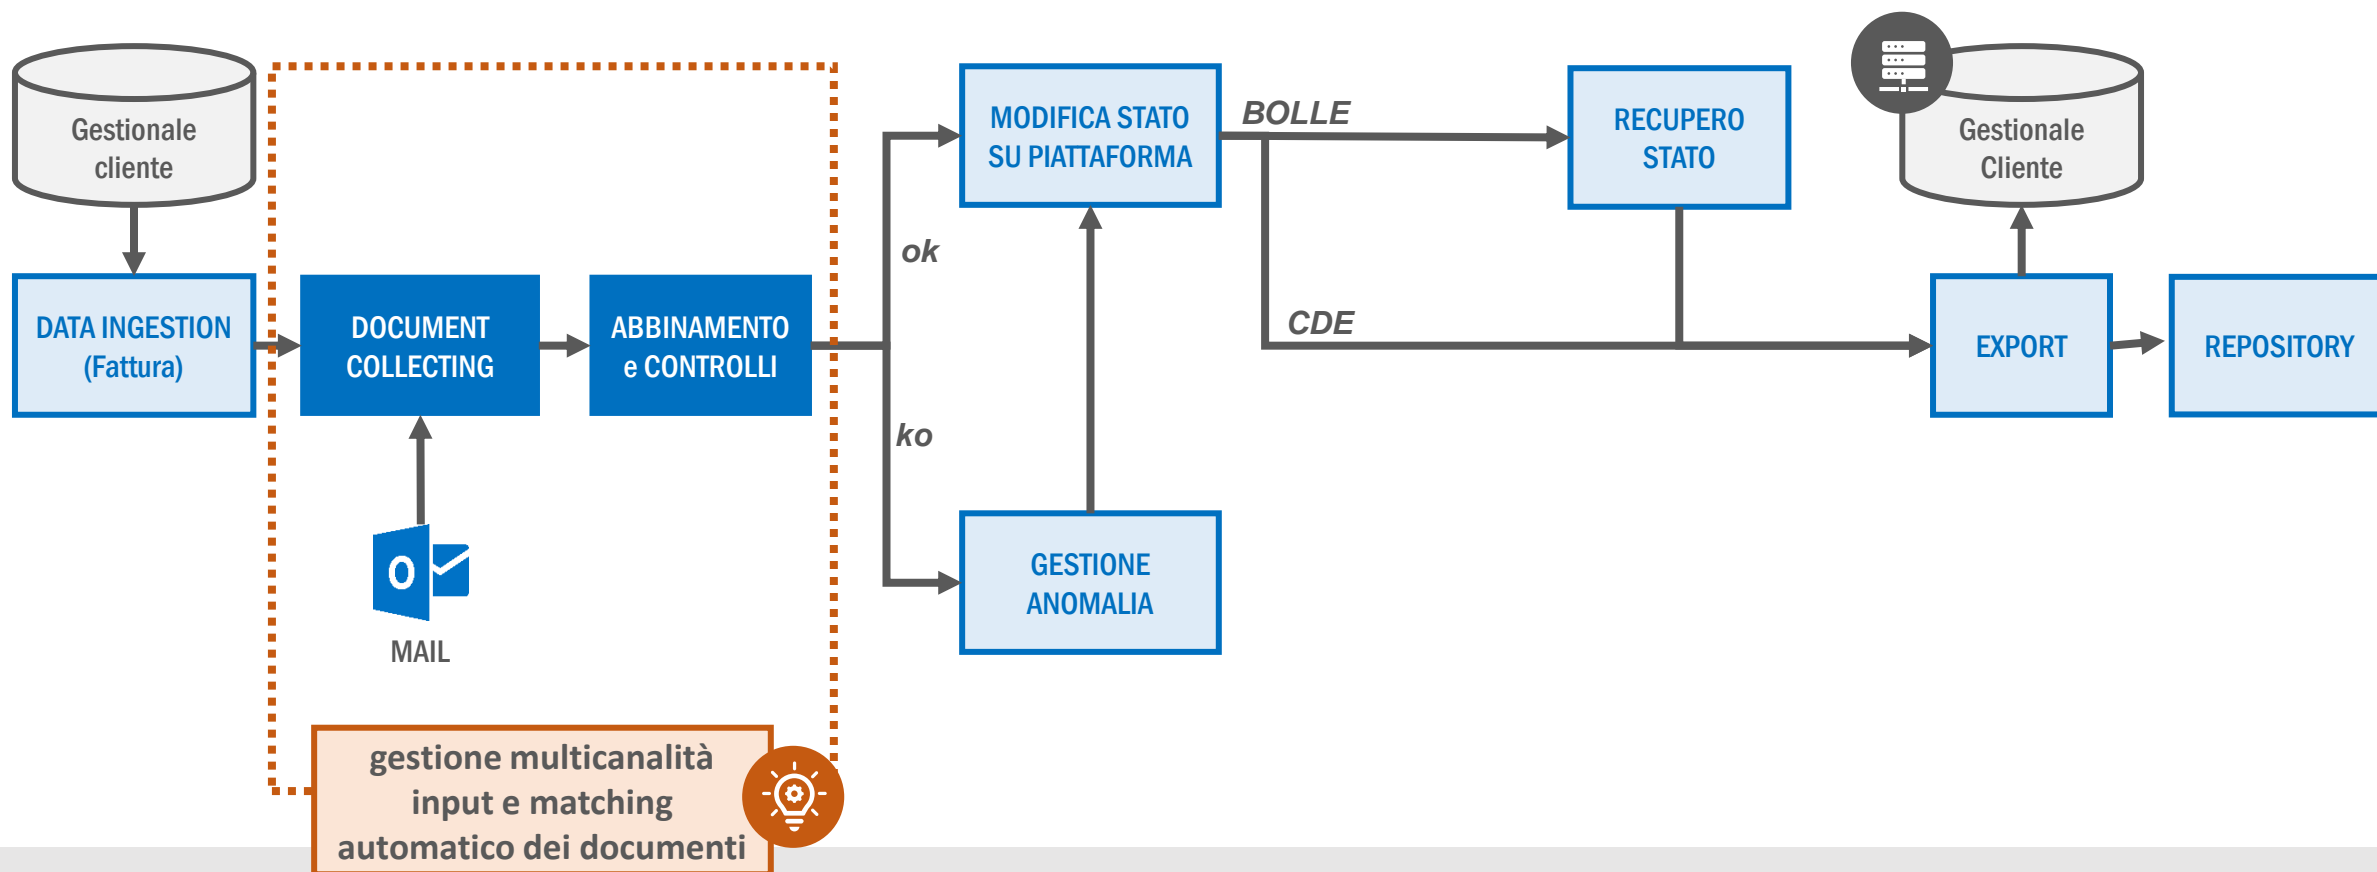 Gestionale
cliente
DATA INGESTION
(Fattura)
DOCUMENT
COLLECTING
ABBINAMENTO
e CONTROLLI
O
MAIL
gestione multicanalità
input e matching
automatico dei documenti
ok
ko
MODIFICA STATO
SU PIATTAFORMA
GESTIONE
ANOMALIA
BOLLE
CDE
RECUPERO
STATO
Gestionale
Cliente
EXPORT
REPOSITORY